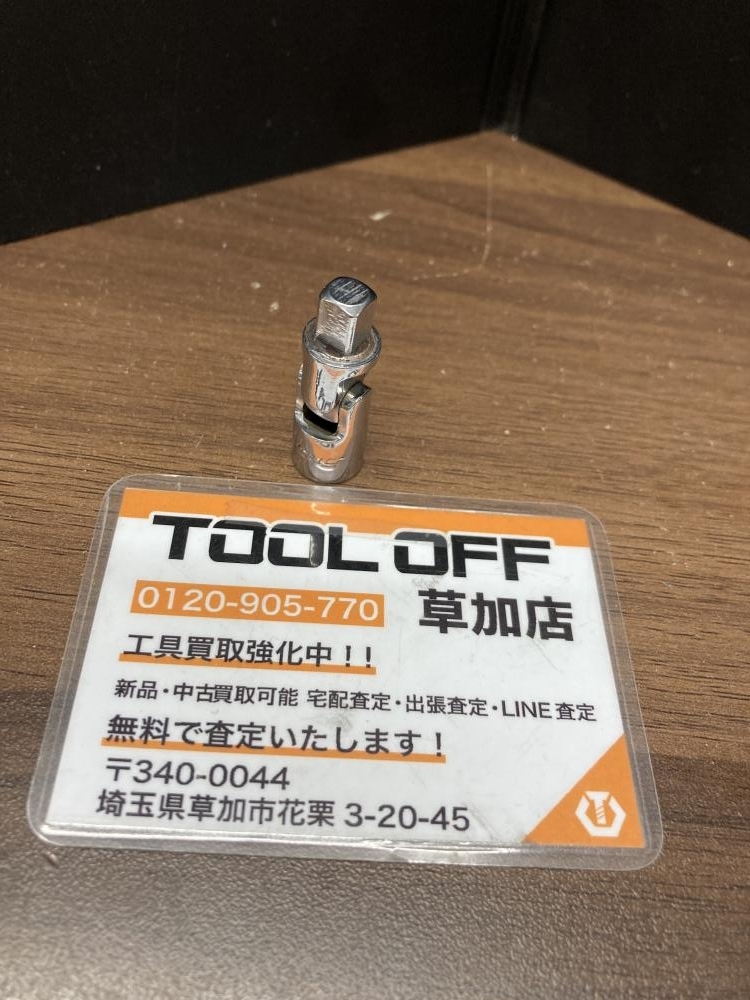 TOOL OFF
0120-905-770 草加店
工具買取強化中！！
新品・中古買取可能 宅配査定・出張査定・LINE査定
無料で査定いたします！
〒340-0044
埼玉県草加市花栗 3-20-45